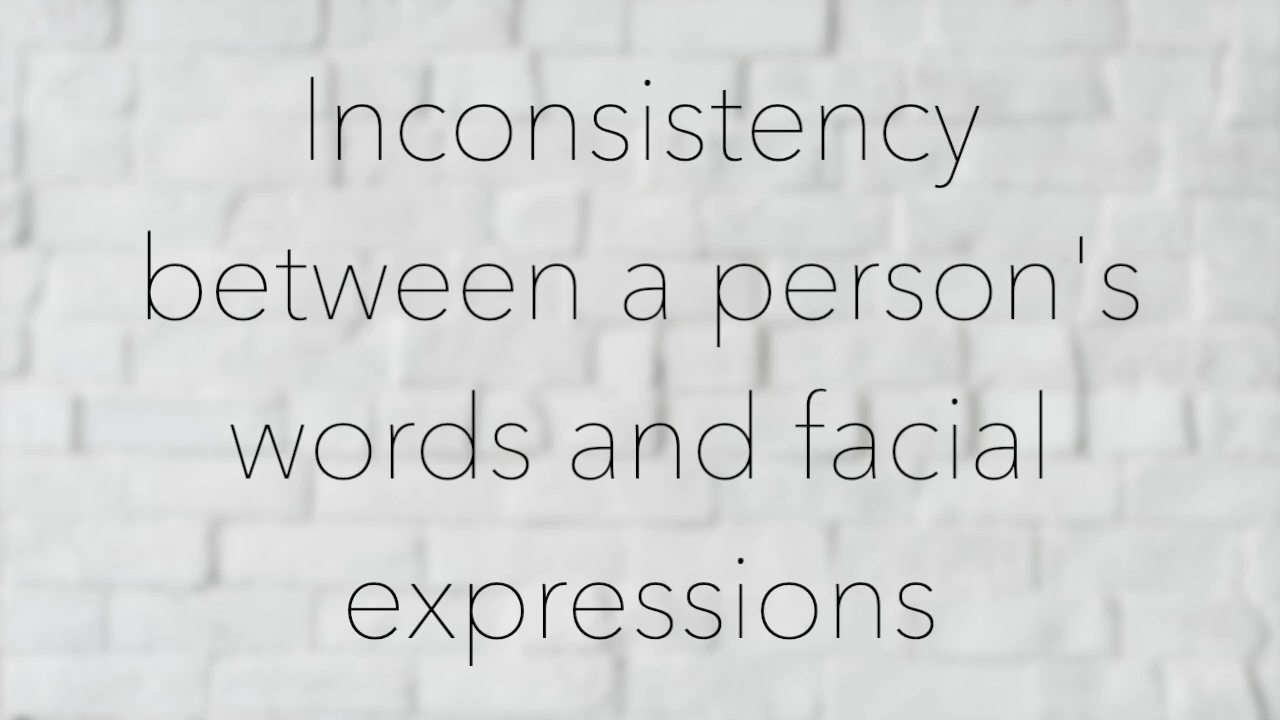 Inconsistency
between a person's
words and facial
expressions